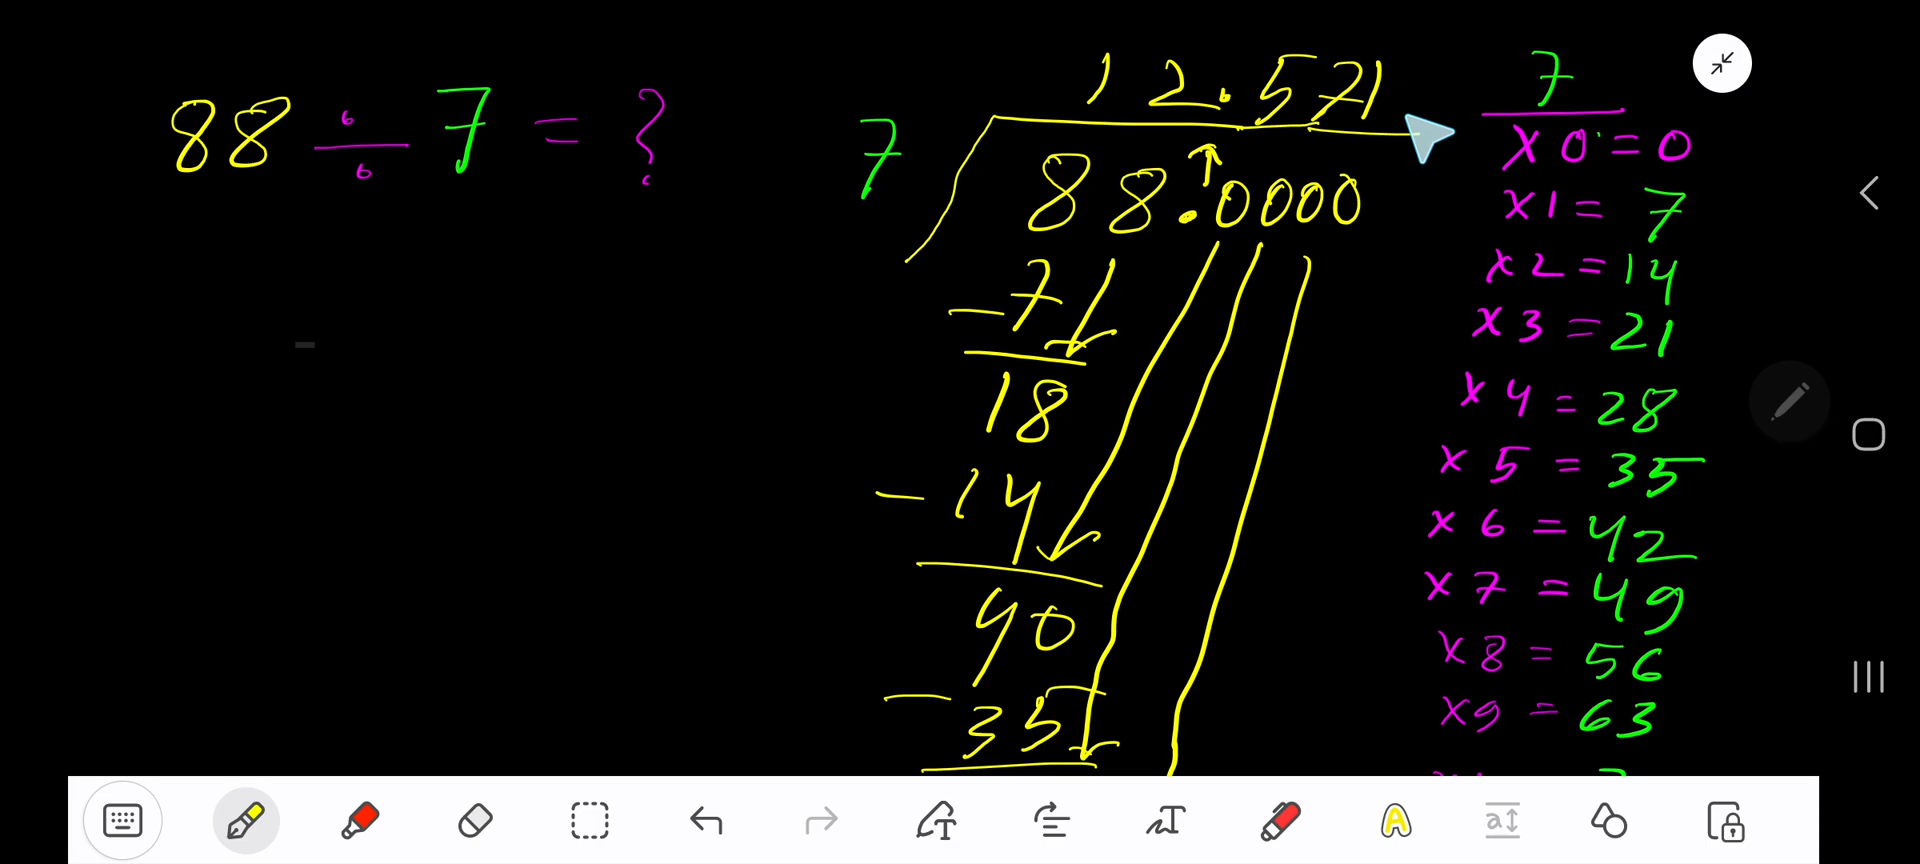 88 ÷ 7 = ?
12.571
7
88.0000
-7
18
-14
40
-35
7
X0=0
x1=7
x2=14
x3=21
x4=28
x5=35
x6=42
x7=49
x8=56
x9=63